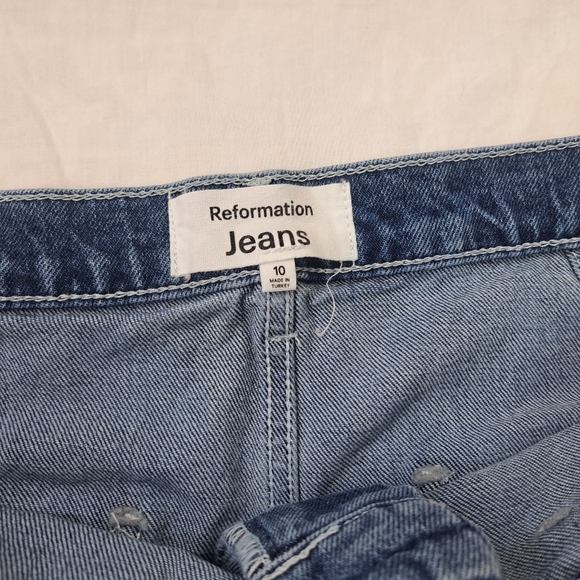 Reformation
Jeans
10
MADE IN
TURKEY